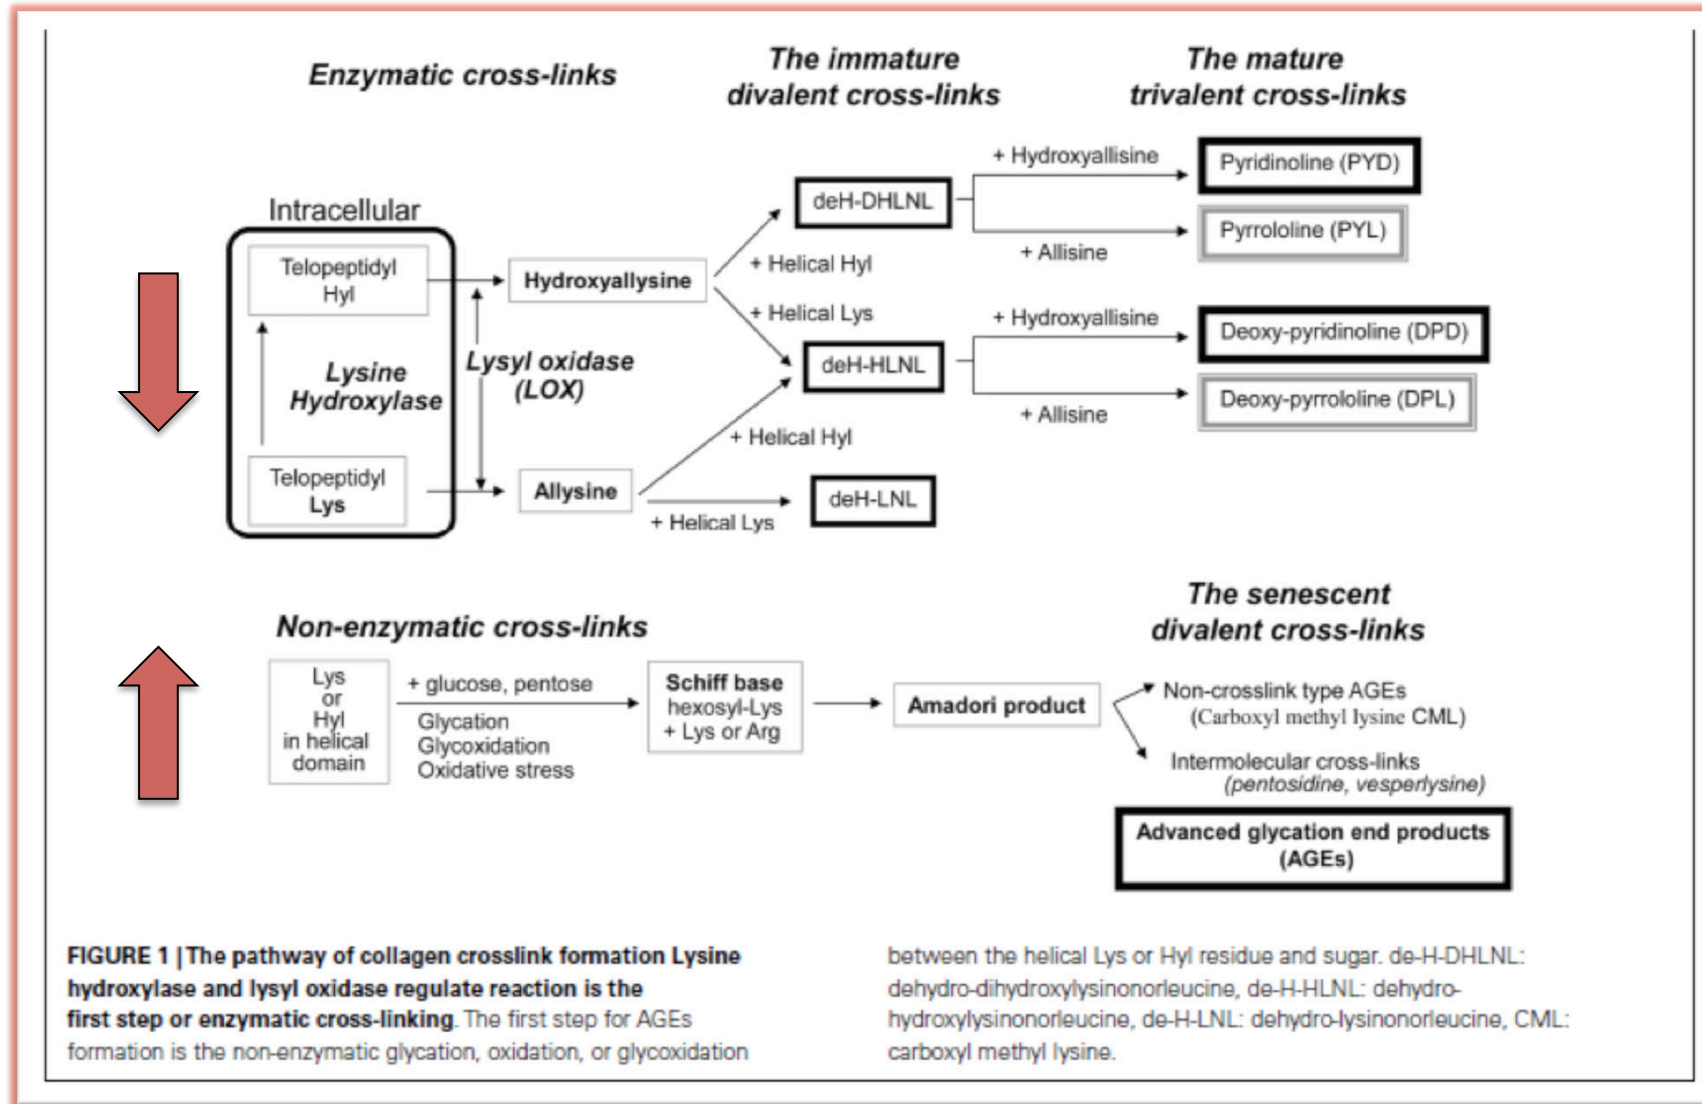 Enzymatic cross-links
The immature
divalent cross-links
The mature
trivalent cross-links
Intracellular
Telopeptidyl
Hyl
Lysine
Hydroxylase
Telopeptidyl
Lys
Lysyl oxidase
(LOX)
Hydroxyallysine
Allysine
+ Helical Hyl
+ Helical Lys
+ Helical Hyl
+ Helical Lys
deH-DHLNL
deH-HLNL
deH-LNL
+ Hydroxyallisine
+ Allisine
+ Hydroxyallisine
+ Allisine
Pyridinoline (PYD)
Pyrrololine (PYL)
Deoxy-pyridinoline (DPD)
Deoxy-pyrrololine (DPL)
Non-enzymatic cross-links
The senescent
divalent cross-links
Lys
or
Hyl
in helical
domain
+ glucose, pentose
Glycation
Glycoxidation
Oxidative stress
Schiff base
hexosyl-Lys
+ Lys or Arg
Amadori product
Non-crosslink type AGEs
(Carboxyl methyl lysine CML)
Intermolecular cross-links
(pentosidine, vesperlysine)
Advanced glycation end products
(AGEs)
FIGURE 1 | The pathway of collagen crosslink formation Lysine
hydroxylase and lysyl oxidase regulate reaction is the
first step or enzymatic cross-linking. The first step for AGEs
formation is the non-enzymatic glycation, oxidation, or glycoxidation
between the helical Lys or Hyl residue and sugar. de-H-DHLNL:
dehydro-dihydroxylysinonorleucine, de-H-HLNL: dehydro-
hydroxylysinonorleucine, de-H-LNL: dehydro-lysinonorleucine, CML:
carboxyl methyl lysine.